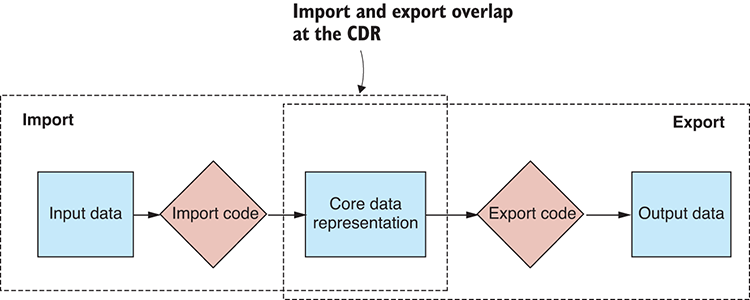 Import and export overlap
at the CDR
Import
Export
Input data
Import code
Core data
representation
Export code
Output data